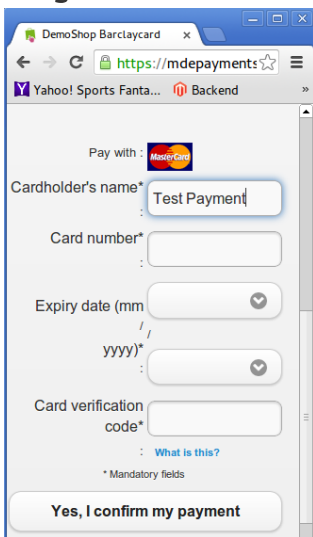 DemoShop Barclaycard
https://mdepayments
Yahoo! Sports Fanta... Backend »
Pay with : MasterCard
Cardholder's name*
: Test Payment
Card number*
:
Expiry date (mm
/ /
yyyy)*
:
Card verification
code*
: What is this?
* Mandatory fields
Yes, I confirm my payment